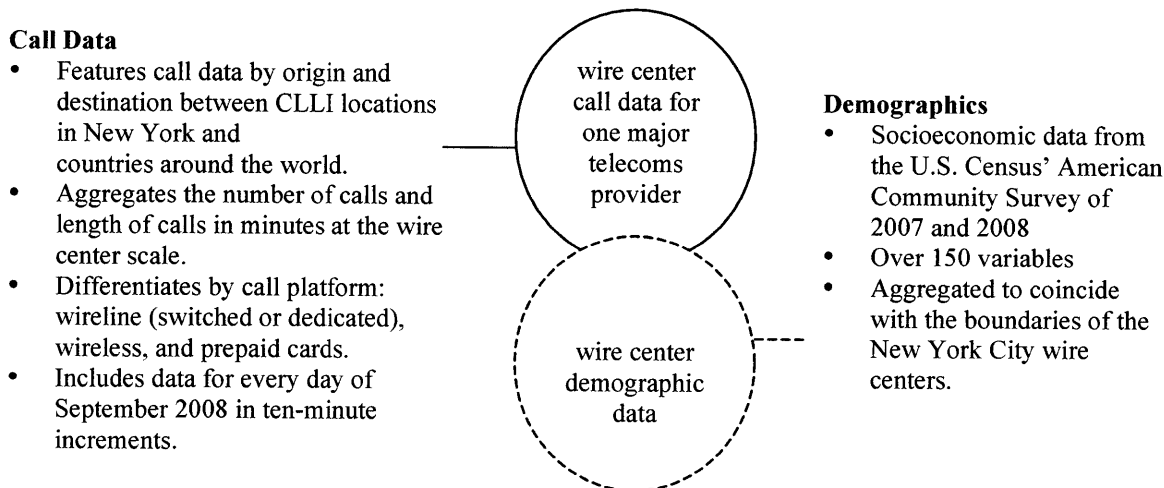 Call Data
• Features call data by origin and
destination between CLLI locations
in New York and
countries around the world.
• Aggregates the number of calls and
length of calls in minutes at the wire
center scale.
• Differentiates by call platform:
wireline (switched or dedicated),
wireless, and prepaid cards.
• Includes data for every day of
September 2008 in ten-minute
increments.
wire center
call data for
one major
telecoms
provider
wire center
demographic
data
Demographics
• Socioeconomic data from
the U.S. Census’ American
Community Survey of
2007 and 2008
• Over 150 variables
• Aggregated to coincide
with the boundaries of the
New York City wire
centers.